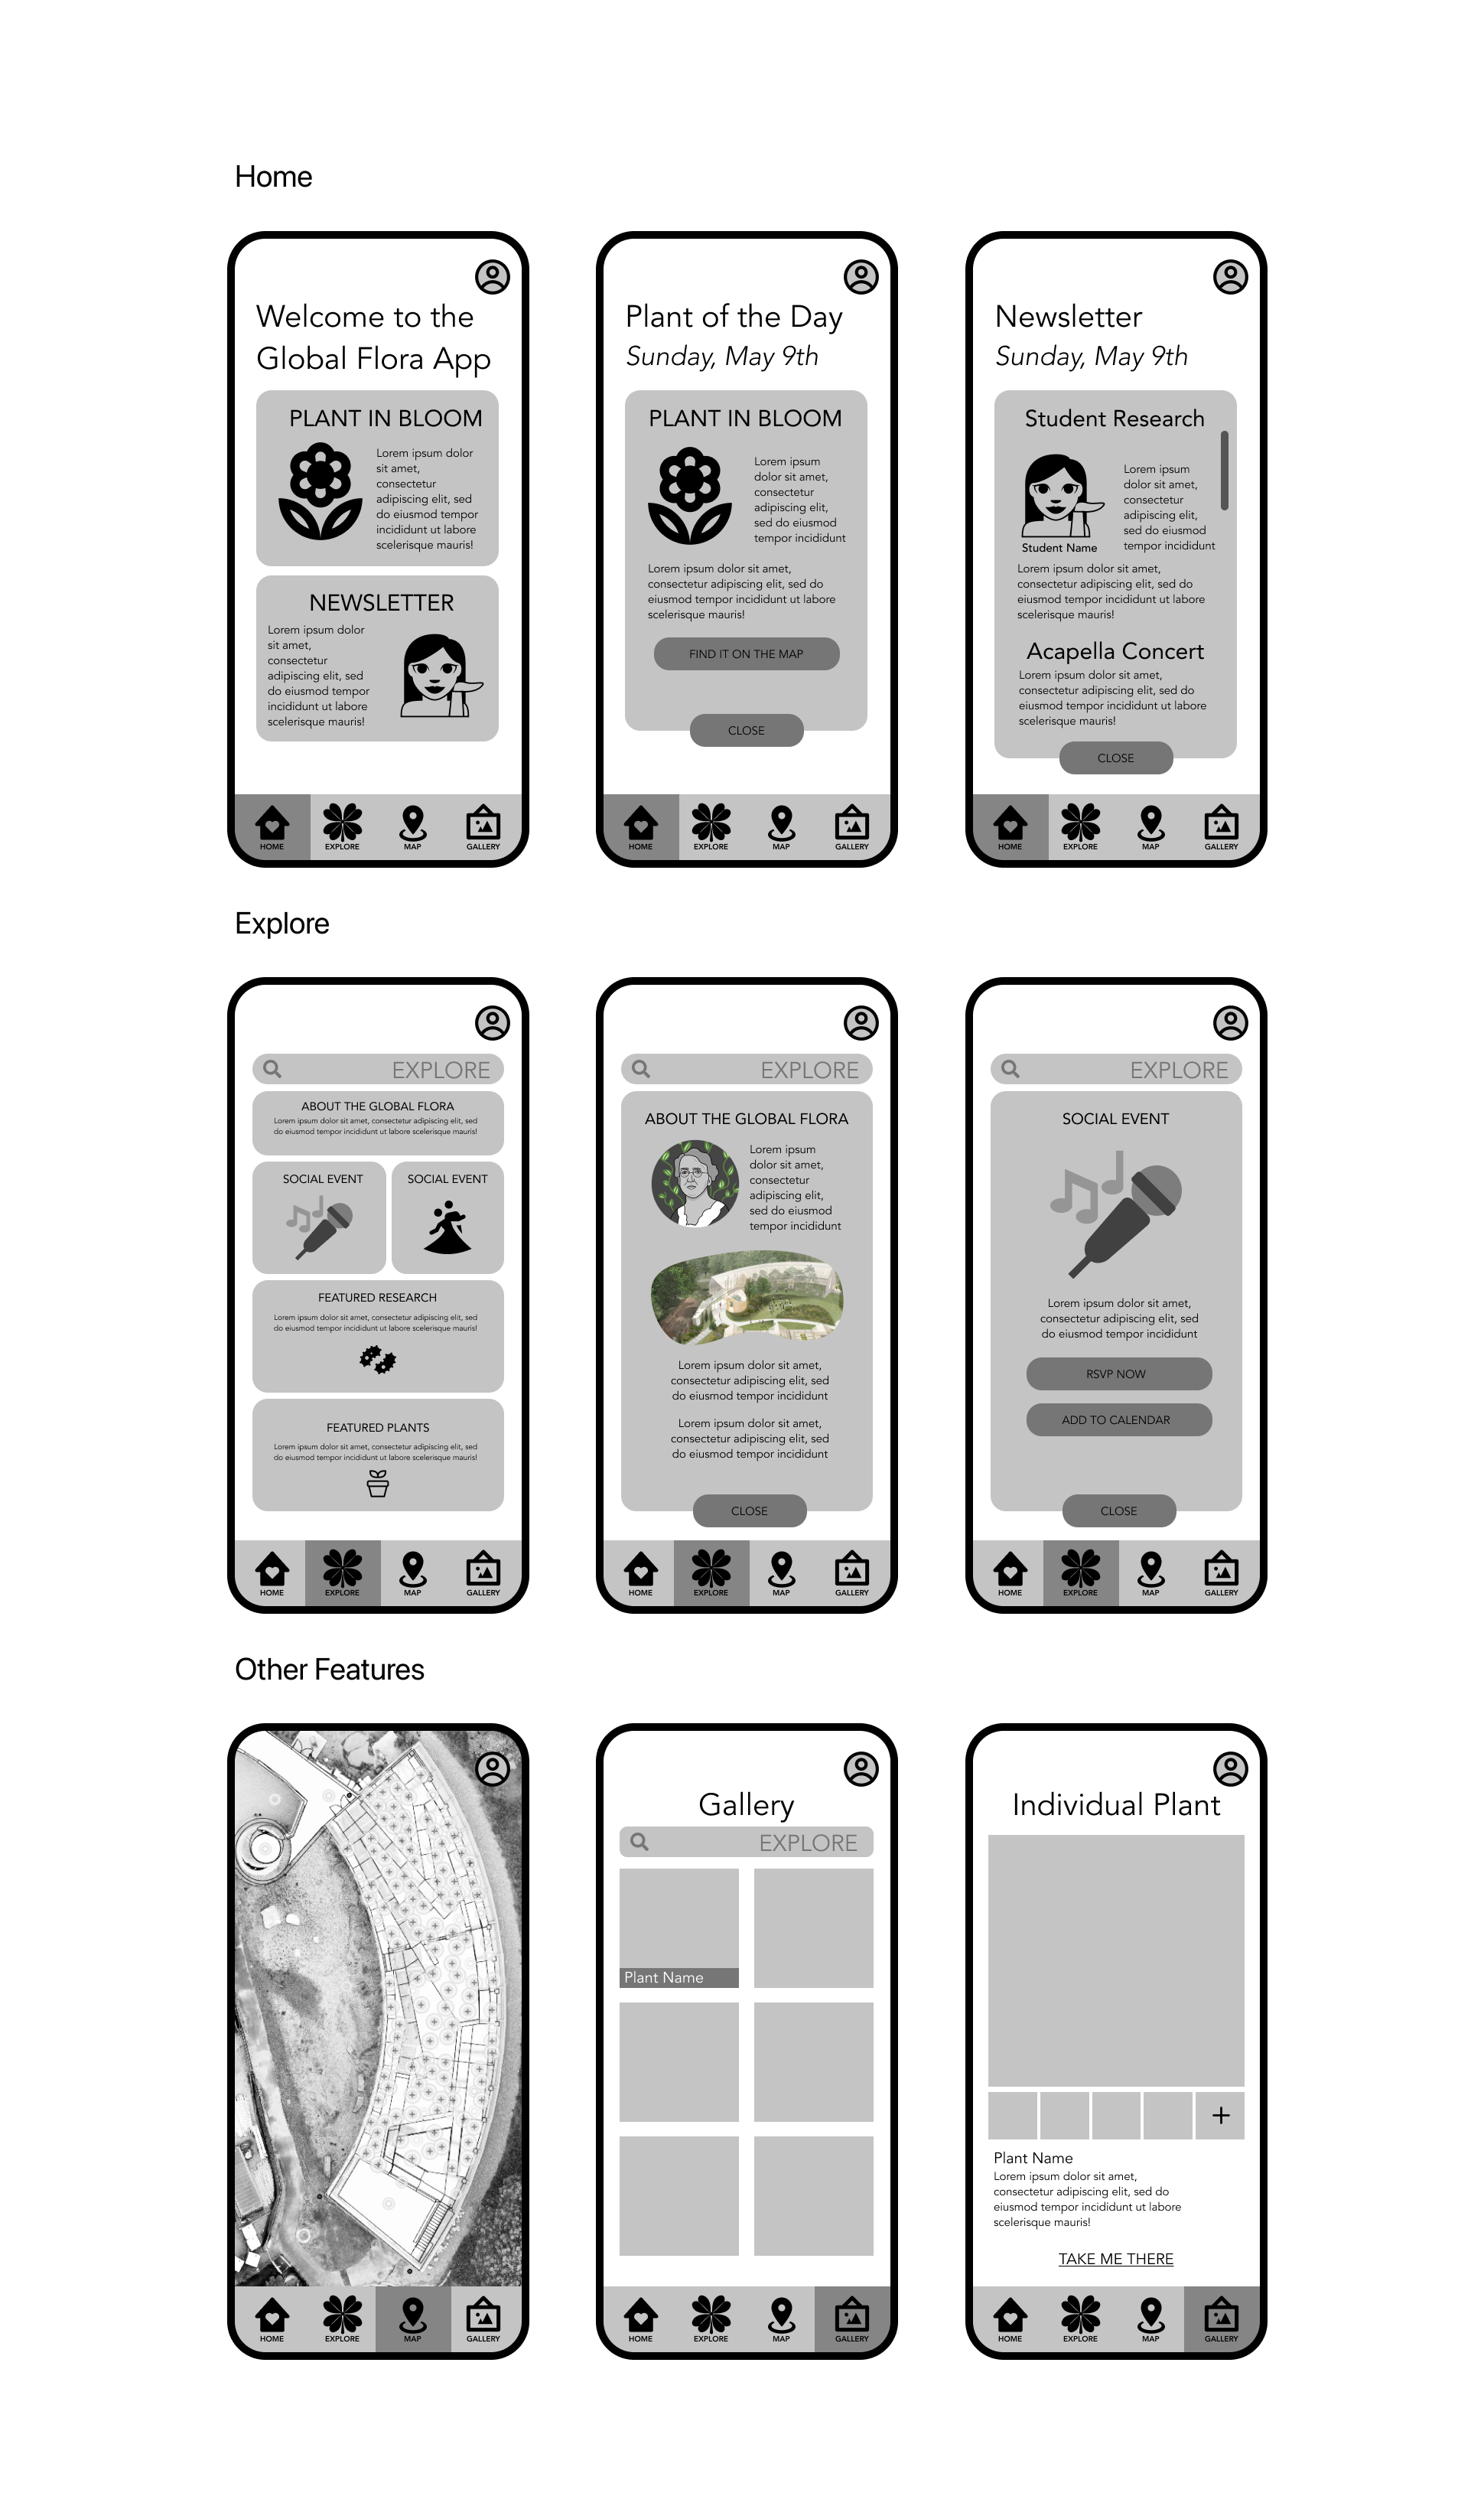 Home
Welcome to the
Global Flora App
PLANT IN BLOOM
Lorem ipsum dolor
sit amet,
consectetur
adipiscing elit, sed
do eiusmod tempor
incididunt ut labore
scelerisque mauris!
NEWSLETTER
Lorem ipsum dolor
sit amet,
consectetur
adipiscing elit, sed
do eiusmod tempor
incididunt ut labore
scelerisque mauris!
HOME
EXPLORE
MAP
GALLERY
Plant of the Day
Sunday, May 9th
PLANT IN BLOOM
Lorem ipsum
dolor sit amet,
consectetur
adipiscing elit,
sed do eiusmod
tempor incididunt
Lorem ipsum dolor sit amet,
consectetur adipiscing elit, sed do
eiusmod tempor incididunt ut labore
scelerisque mauris!
FIND IT ON THE MAP
CLOSE
HOME
EXPLORE
MAP
GALLERY
Newsletter
Sunday, May 9th
Student Research
Lorem ipsum
dolor sit amet,
consectetur
adipiscing elit,
sed do eiusmod
tempor incididunt
Student Name
Lorem ipsum dolor sit amet,
consectetur adipiscing elit, sed do
eiusmod tempor incididunt ut labore
scelerisque mauris!
Acapella Concert
Lorem ipsum dolor sit amet,
consectetur adipiscing elit, sed do
eiusmod tempor incididunt ut labore
scelerisque mauris!
CLOSE
HOME
EXPLORE
MAP
GALLERY
Explore
EXPLORE
ABOUT THE GLOBAL FLORA
Lorem ipsum dolor sit amet, consectetur adipiscing elit, sed
do eiusmod tempor incididunt ut labore scelerisque mauris!
SOCIAL EVENT
SOCIAL EVENT
FEATURED RESEARCH
Lorem ipsum dolor sit amet, consectetur adipiscing elit, sed
do eiusmod tempor incididunt ut labore scelerisque mauris!
FEATURED PLANTS
Lorem ipsum dolor sit amet, consectetur adipiscing elit, sed
do eiusmod tempor incididunt ut labore scelerisque mauris!
HOME
EXPLORE
MAP
GALLERY
EXPLORE
ABOUT THE GLOBAL FLORA
Lorem ipsum
dolor sit amet,
consectetur
adipiscing elit,
sed do eiusmod
tempor incididunt
Lorem ipsum dolor sit amet,
consectetur adipiscing elit, sed
do eiusmod tempor incididunt
Lorem ipsum dolor sit amet,
consectetur adipiscing elit, sed
do eiusmod tempor incididunt
CLOSE
HOME
EXPLORE
MAP
GALLERY
EXPLORE
SOCIAL EVENT
Lorem ipsum dolor sit amet,
consectetur adipiscing elit, sed
do eiusmod tempor incididunt
RSVP NOW
ADD TO CALENDAR
CLOSE
HOME
EXPLORE
MAP
GALLERY
Other Features
HOME
EXPLORE
MAP
GALLERY
Gallery
EXPLORE
Plant Name
HOME
EXPLORE
MAP
GALLERY
Individual Plant
Plant Name
Lorem ipsum dolor sit amet,
consectetur adipiscing elit, sed do
eiusmod tempor incididunt ut labore
scelerisque mauris!
TAKE ME THERE
HOME
EXPLORE
MAP
GALLERY